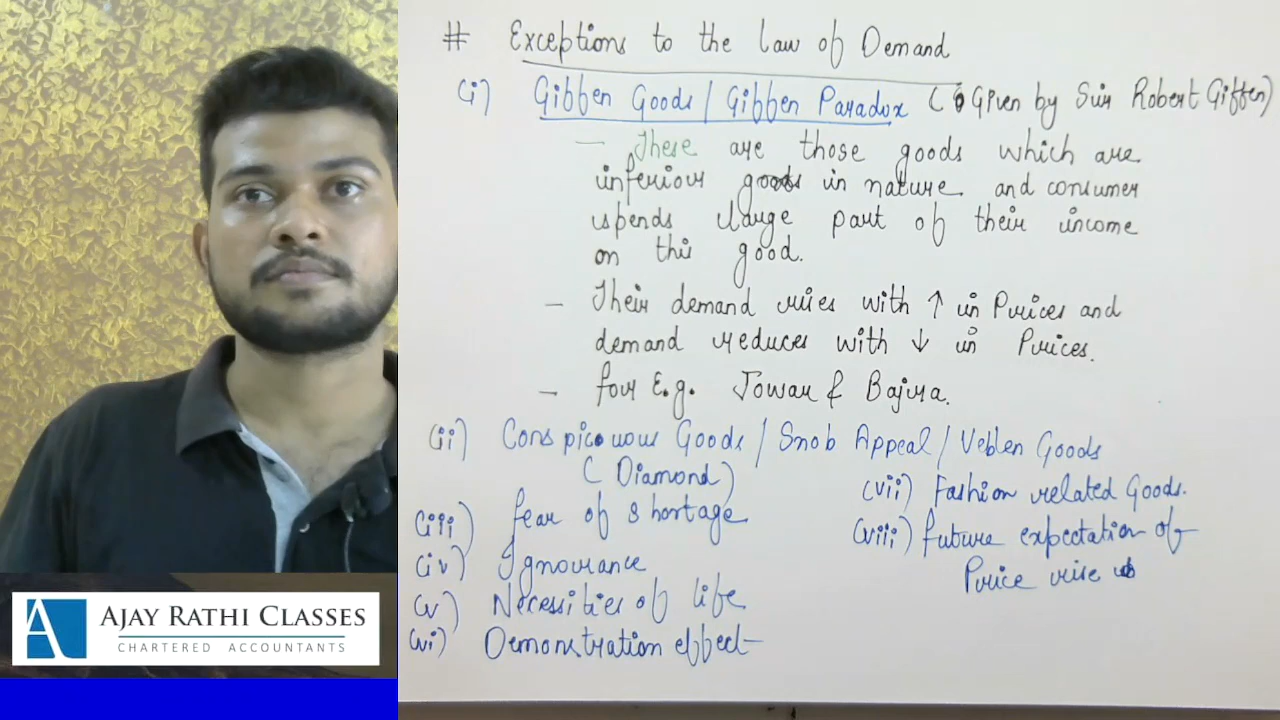 # Exceptions to the law of Demand
(i) Giffen Goods / Giffen Paradox ( Given by Sir Robert Giffen)
— These are those goods which are
inferior goods in nature and consumer
spends large part of their income
on this good.
— Their demand rises with ↑ in Prices and
demand reduces with ↓ in Prices.
— for E.g. Jowar & Bajra.
(ii) Conspicuous Goods / Snob Appeal / Veblen Goods
( Diamond )
(iii) fear of shortage
(iv) Ignorance
(v) Necessities of life
(vi) Demonstration effect
(vii) Fashion related Goods.
(viii) future expectation of
Price rise
A
AJAY RATHI CLASSES
CHARTERED ACCOUNTANTS